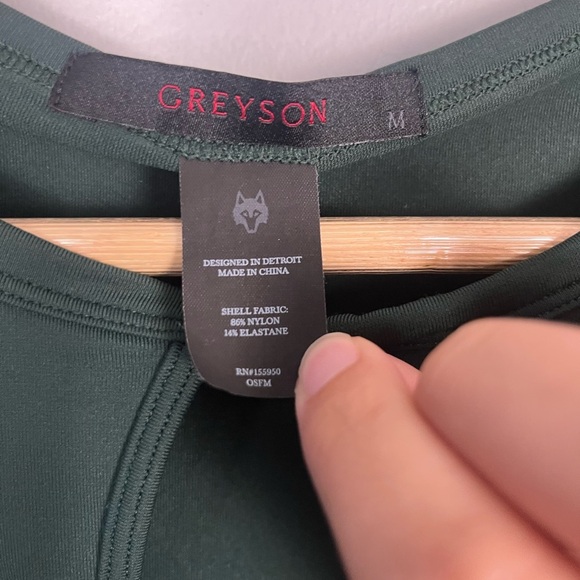 GREYSON
M
DESIGNED IN DETROIT
MADE IN CHINA
SHELL FABRIC:
86% NYLON
14% ELASTANE
RN#155950
OSFM